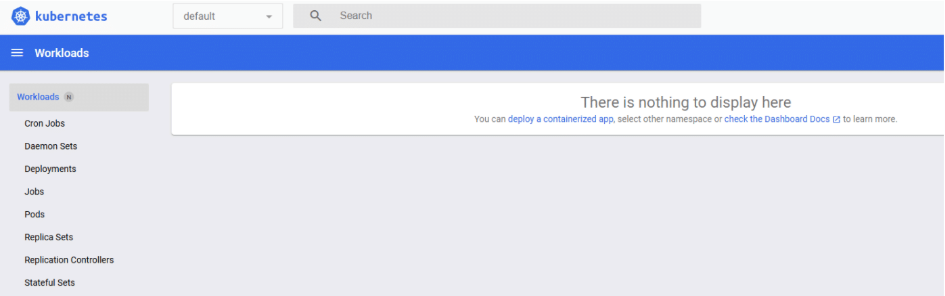 kubernetes
default
Search
Workloads
Workloads N
Cron Jobs
Daemon Sets
Deployments
Jobs
Pods
Replica Sets
Replication Controllers
Stateful Sets
There is nothing to display here
You can deploy a containerized app, select other namespace or check the Dashboard Docs to learn more.